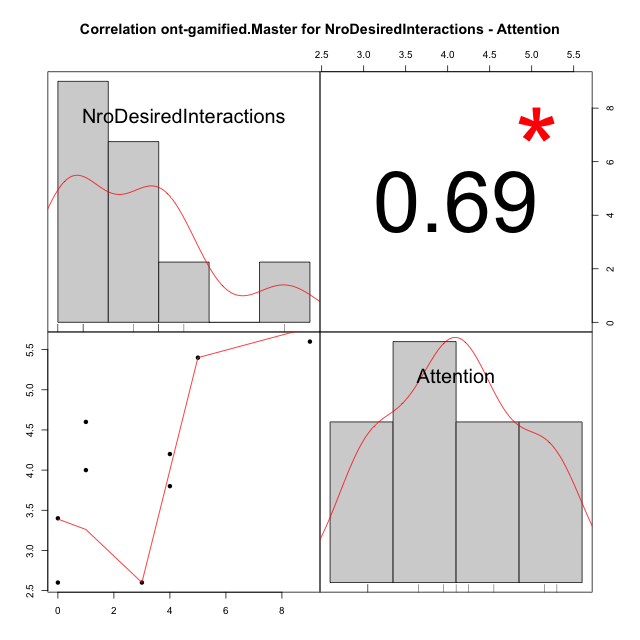 Correlation ont-gamified.Master for NroDesiredInteractions - Attention
2.5 3.0 3.5 4.0 4.5 5.0 5.5
NroDesiredInteractions
*
0.69
8
6
4
2
0
5.5
5.0
4.5
4.0
3.5
3.0
2.5
Attention
0 2 4 6 8